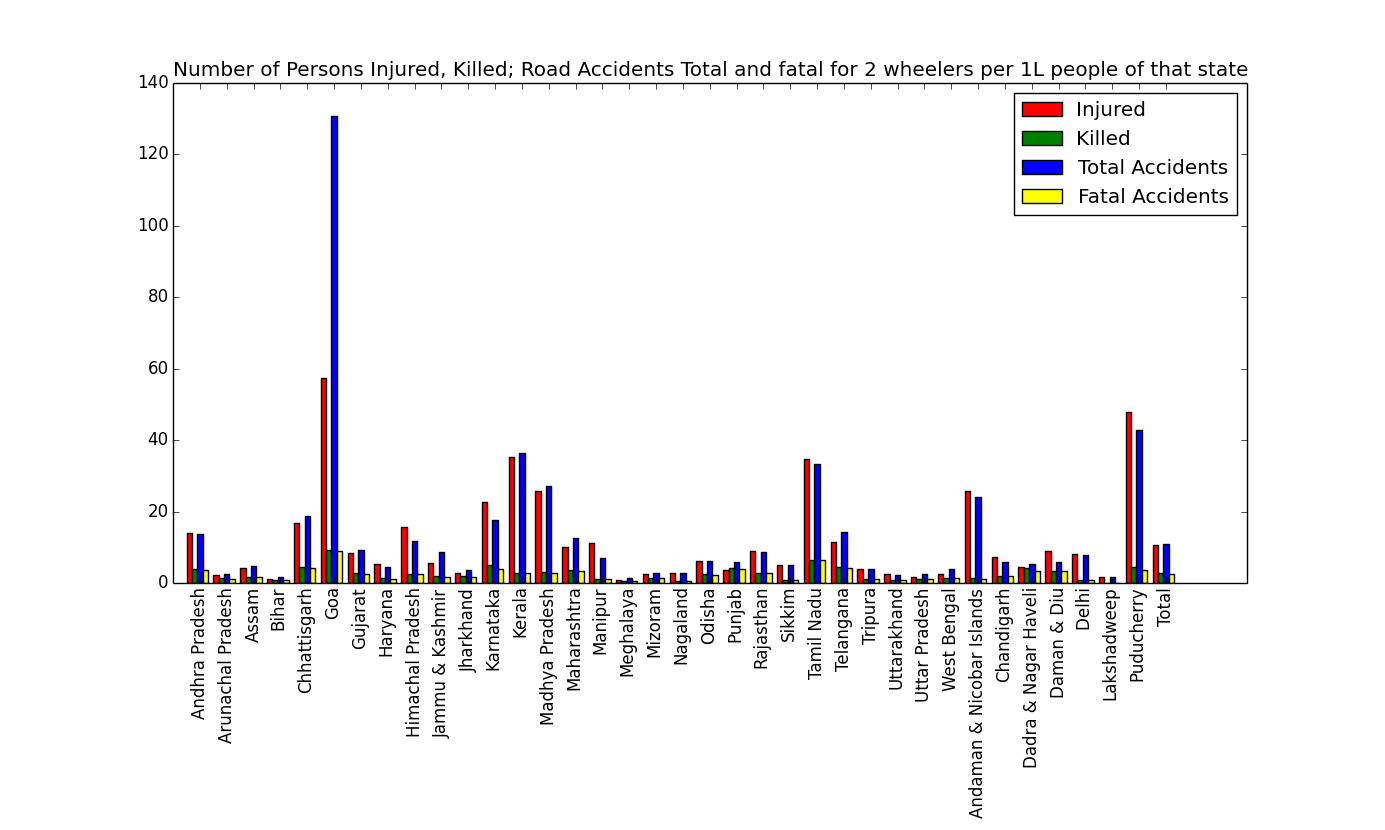 Number of Persons Injured, Killed; Road Accidents Total and fatal for 2 wheelers per 1L people of that state
140
120
100
80
60
40
20
0
Injured
Killed
Total Accidents
Fatal Accidents
Andhra Pradesh
Arunachal Pradesh
Assam
Bihar
Chhattisgarh
Goa
Gujarat
Haryana
Himachal Pradesh
Jammu & Kashmir
Jharkhand
Karnataka
Kerala
Madhya Pradesh
Maharashtra
Manipur
Meghalaya
Mizoram
Nagaland
Odisha
Punjab
Rajasthan
Sikkim
Tamil Nadu
Telangana
Tripura
Uttarakhand
Uttar Pradesh
West Bengal
Andaman & Nicobar Islands
Chandigarh
Dadra & Nagar Haveli
Daman & Diu
Delhi
Lakshadweep
Puducherry
Total